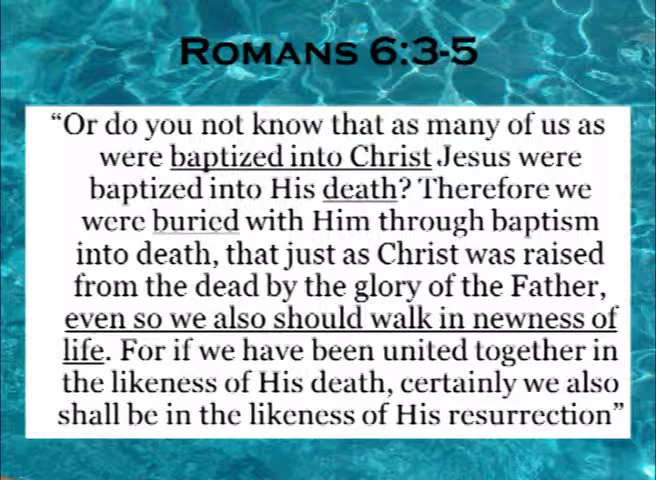 ROMANS 6:3-5
“Or do you not know that as many of us as
were baptized into Christ Jesus were
baptized into His death? Therefore we
were buried with Him through baptism
into death, that just as Christ was raised
from the dead by the glory of the Father,
even so we also should walk in newness of
life. For if we have been united together in
the likeness of His death, certainly we also
shall be in the likeness of His resurrection”